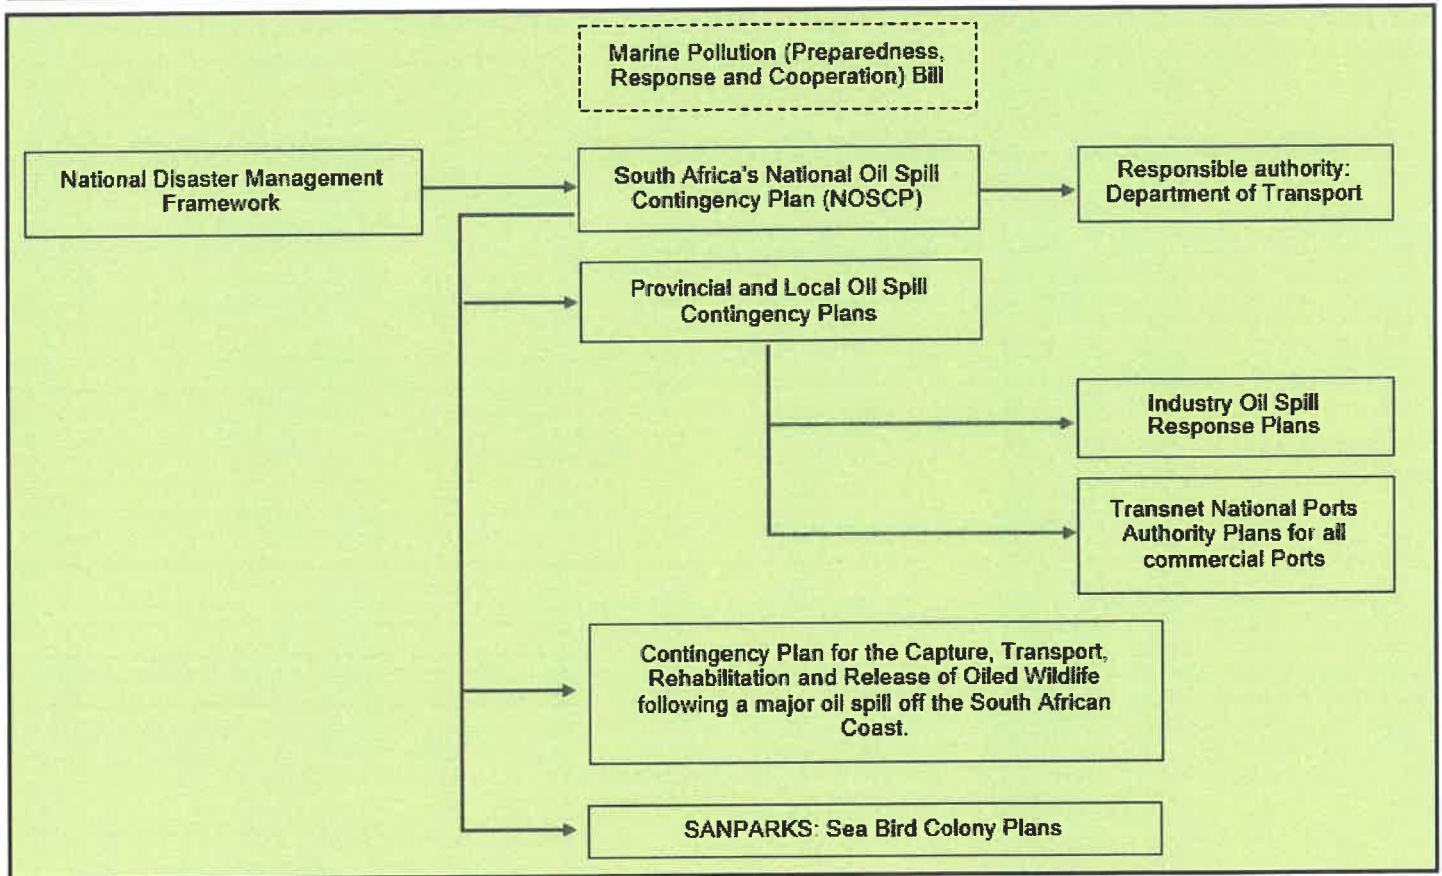 Marine Pollution (Preparedness,
Response and Cooperation) Bill
National Disaster Management
Framework
South Africa's National Oil Spill
Contingency Plan (NOSCP)
Responsible authority:
Department of Transport
Provincial and Local Oil Spill
Contingency Plans
Industry Oil Spill
Response Plans
Transnet National Ports
Authority Plans for all
commercial Ports
Contingency Plan for the Capture, Transport,
Rehabilitation and Release of Oiled Wildlife
following a major oil spill off the South African
Coast.
SANPARKS: Sea Bird Colony Plans